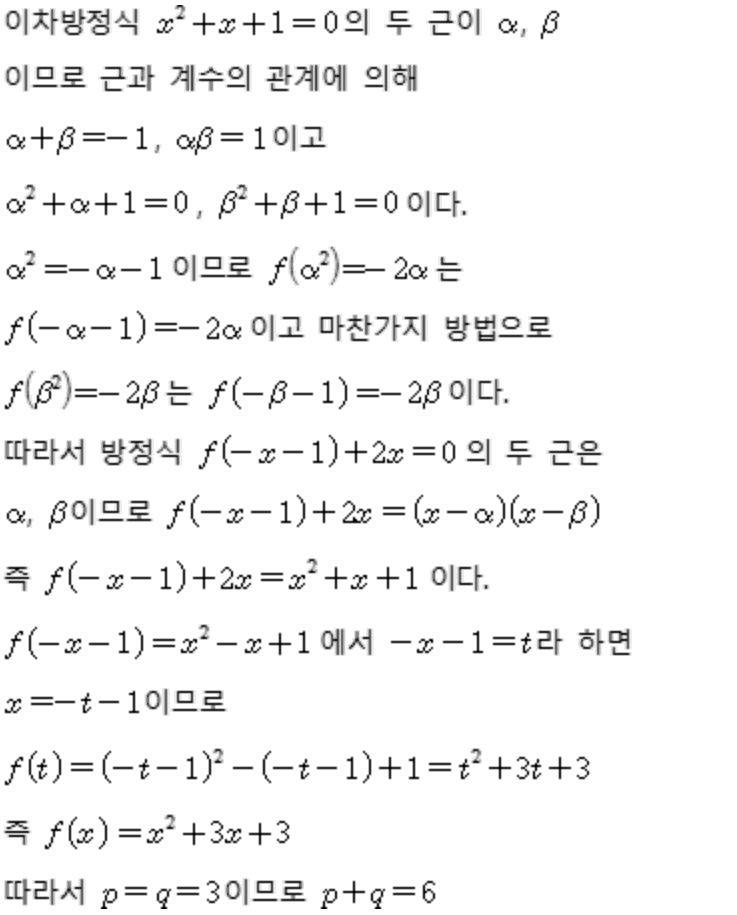 이차방정식 x²+x+1=0의 두 근이 α, β
이므로 근과 계수의 관계에 의해
α+β=-1, αβ=1이고
α²+α+1=0, β²+β+1=0이다.
α²=-α-1 이므로 f(α²)=-2α는
f(-α-1)=-2α이고 마찬가지 방법으로
f(β²)=-2β는 f(-β-1)=-2β이다.
따라서 방정식 f(-x-1)+2x=0의 두 근은
α, β이므로 f(-x-1)+2x=(x-α)(x-β)
즉 f(-x-1)+2x=x²+x+1 이다.
f(-x-1)=x²-x+1에서 -x-1=t라 하면
x=-t-1이므로
f(t)=(-t-1)²-(-t-1)+1=t²+3t+3
즉 f(x)=x²+3x+3
따라서 p=q=3이므로 p+q=6